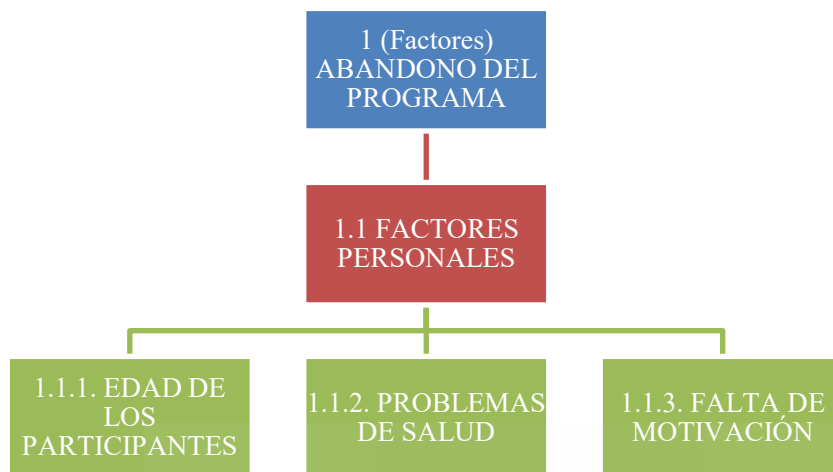 1 (Factores)
ABANDONO DEL
PROGRAMA
1.1 FACTORES
PERSONALES
1.1.1. EDAD DE
LOS
PARTICIPANTES
1.1.2. PROBLEMAS
DE SALUD
1.1.3. FALTA DE
MOTIVACIÓN